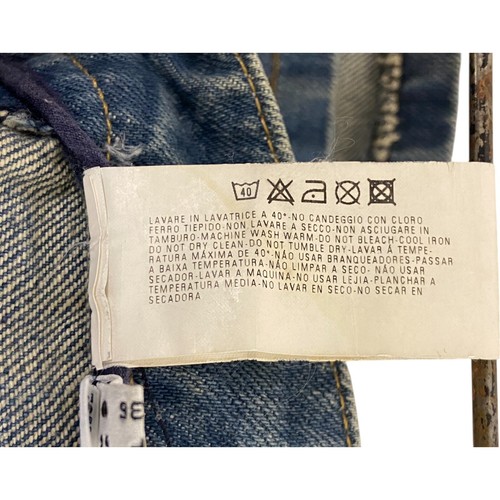 40
LAVARE IN LAVATRICE A 40°-NO CANDEGGIO CON CLORO
FERRO TIEPIDO-NON LAVARE A SECCO-NON ASCIUGARE IN
TAMBURO-MACHINE WASH WARM-DO NOT BLEACH-COOL IRON
DO NOT DRY CLEAN-DO NOT TUMBLE DRY-LAVAR Á TEMPE-
RATURA MÁXIMA DE 40°-NÃO USAR BRANQUEADORES-PASSAR
A BAIXA TEMPERATURA-NÃO LIMPAR A SECO- NÃO USAR
SECADOR-LAVAR A MAQUINA-NO USAR LEJIA-PLANCHAR A
TEMPERATURA MEDIA-NO LAVAR EN SECO-NO SECAR EN
SECADORA